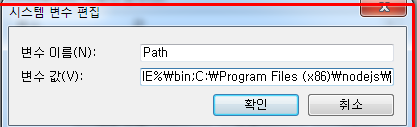 시스템 변수 편집
변수 이름(N): Path
변수 값(V): IE%₩bin;C:₩Program Files (x86)₩nodejs₩
확인 취소